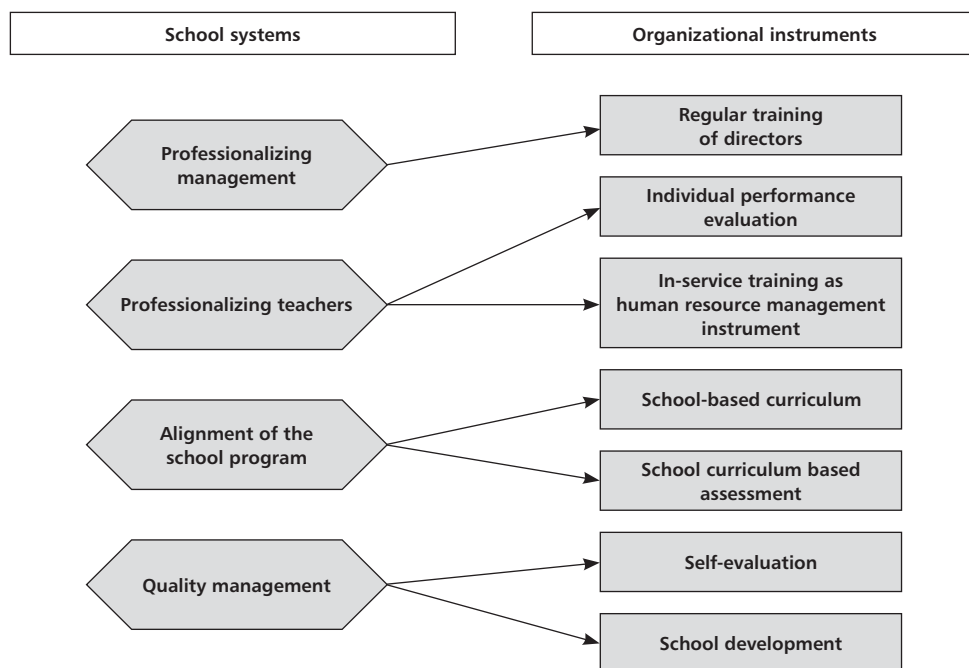 School systems
Organizational instruments
Professionalizing
management
Regular training
of directors
Professionalizing teachers
Individual performance
evaluation
In-service training as
human resource management
instrument
Alignment of the
school program
School-based curriculum
School curriculum based
assessment
Quality management
Self-evaluation
School development